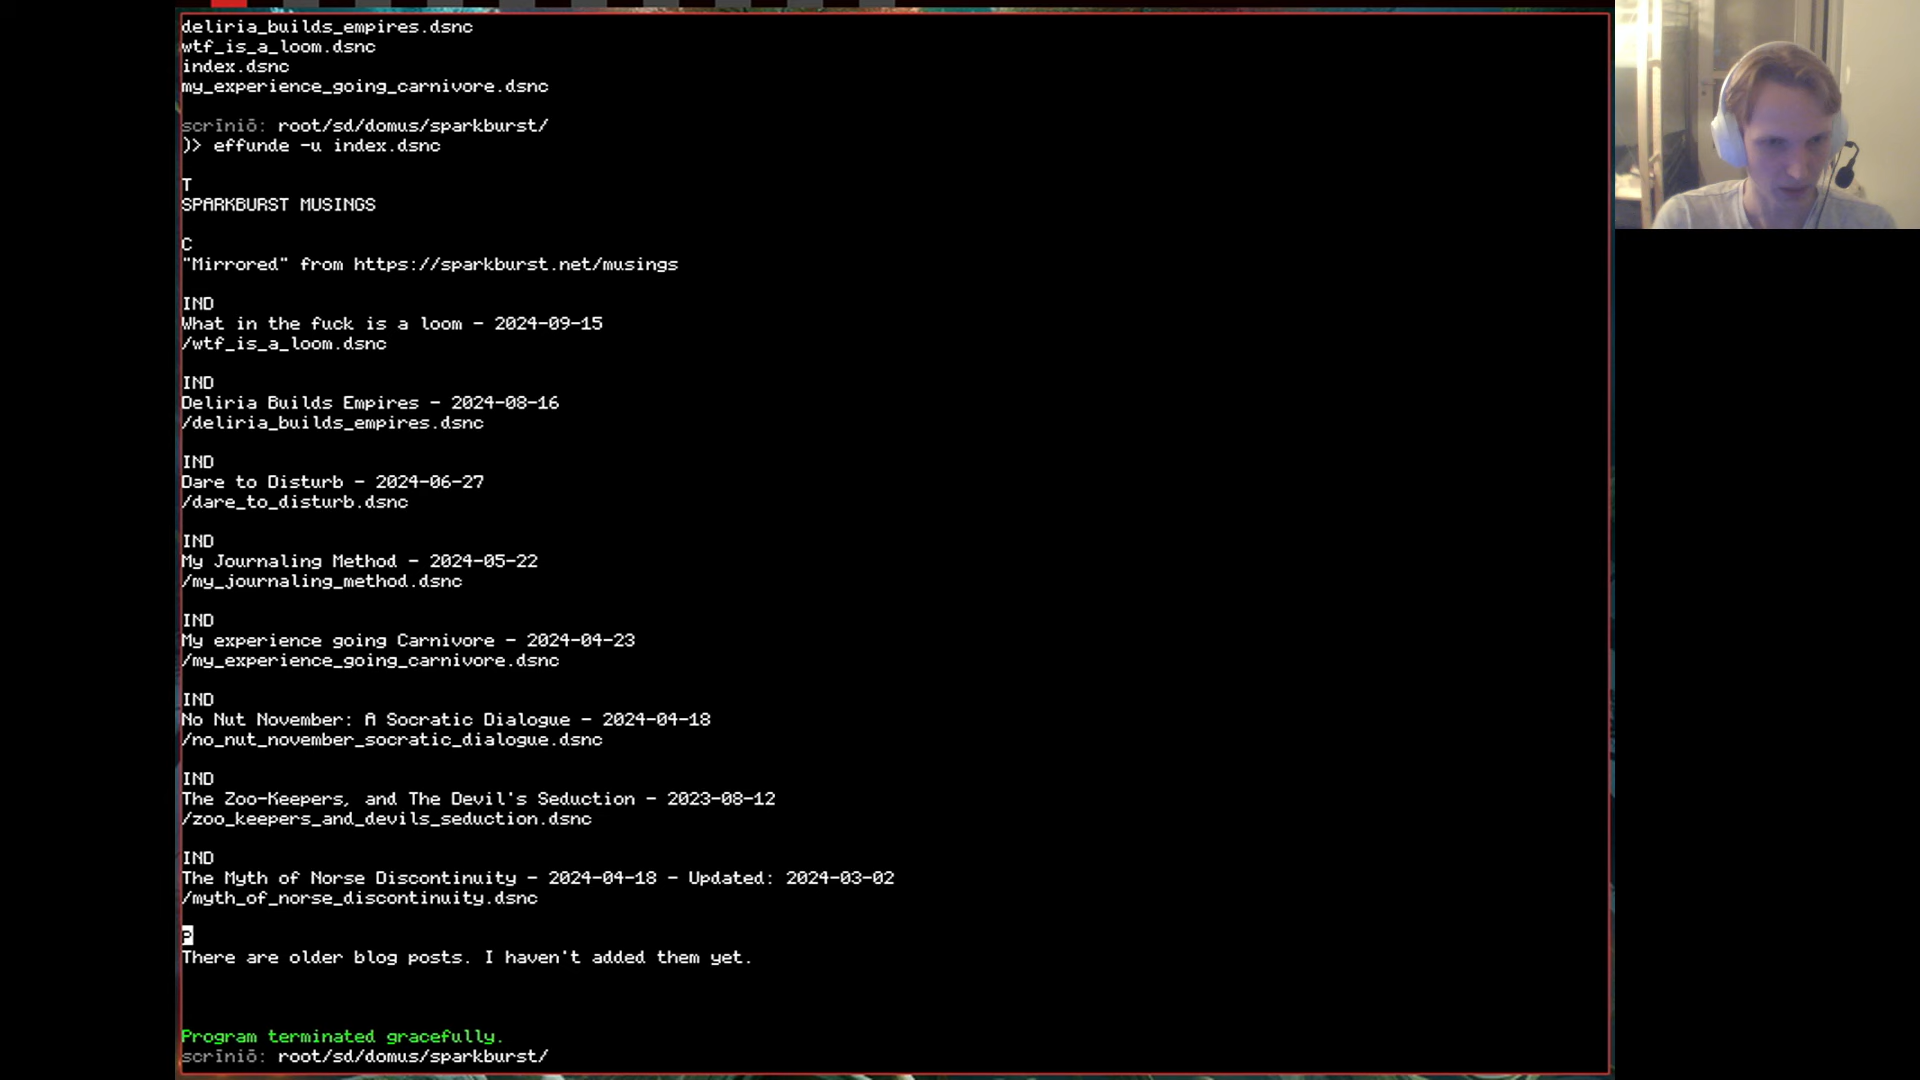 deliria_builds_empires.dsnc
wtf_is_a_loom.dsnc
index.dsnc
my_experience_going_carnivore.dsnc
scrīniō: root/sd/domus/sparkburst/
)> effunde -u index.dsnc
T
SPARKBURST MUSINGS
C
"Mirrored" from https://sparkburst.net/musings
IND
What in the fuck is a loom - 2024-09-15
/wtf_is_a_loom.dsnc
IND
Deliria Builds Empires - 2024-08-16
/deliria_builds_empires.dsnc
IND
Dare to Disturb - 2024-06-27
/dare_to_disturb.dsnc
IND
My Journaling Method - 2024-05-22
/my_journaling_method.dsnc
IND
My experience going Carnivore - 2024-04-23
/my_experience_going_carnivore.dsnc
IND
No Nut November: A Socratic Dialogue - 2024-04-18
/no_nut_november_socratic_dialogue.dsnc
IND
The Zoo-Keepers, and The Devil's Seduction - 2023-08-12
/zoo_keepers_and_devils_seduction.dsnc
IND
The Myth of Norse Discontinuity - 2024-04-18 - Updated: 2024-03-02
/myth_of_norse_discontinuity.dsnc
P
There are older blog posts. I haven't added them yet.
Program terminated gracefully.
scrīniō: root/sd/domus/sparkburst/